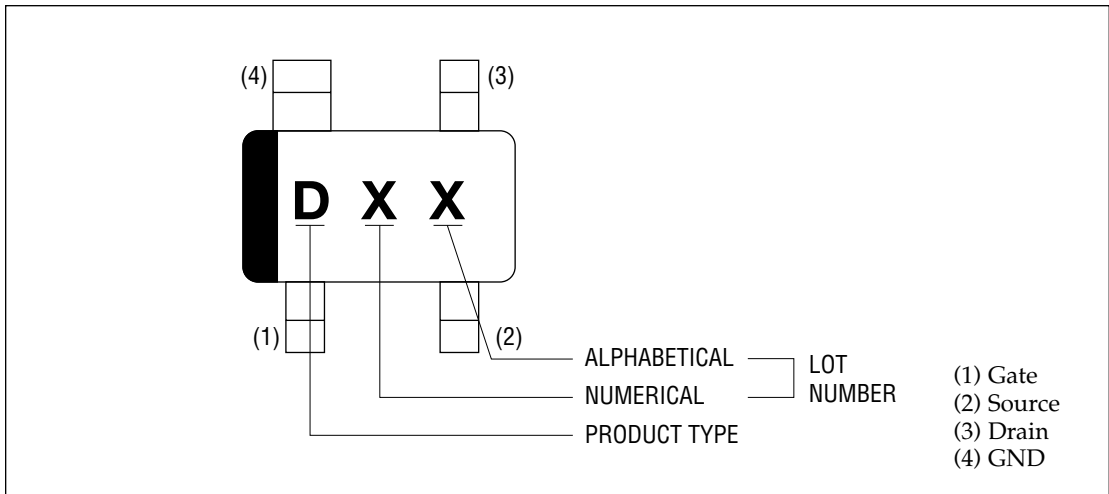 (4) (3)
D X X
(1) (2)
ALPHABETICAL
NUMERICAL
PRODUCT TYPE
LOT
NUMBER
(1) Gate
(2) Source
(3) Drain
(4) GND